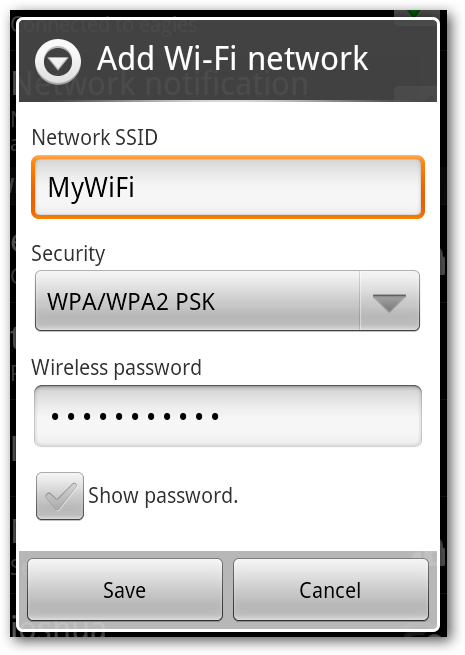 Connected to eagles
Add Wi-Fi network
Network notification
Network SSID
MyWiFi
Security
WPA/WPA2 PSK
Wireless password
•••••••••••
Show password.
Save
Cancel
joshua